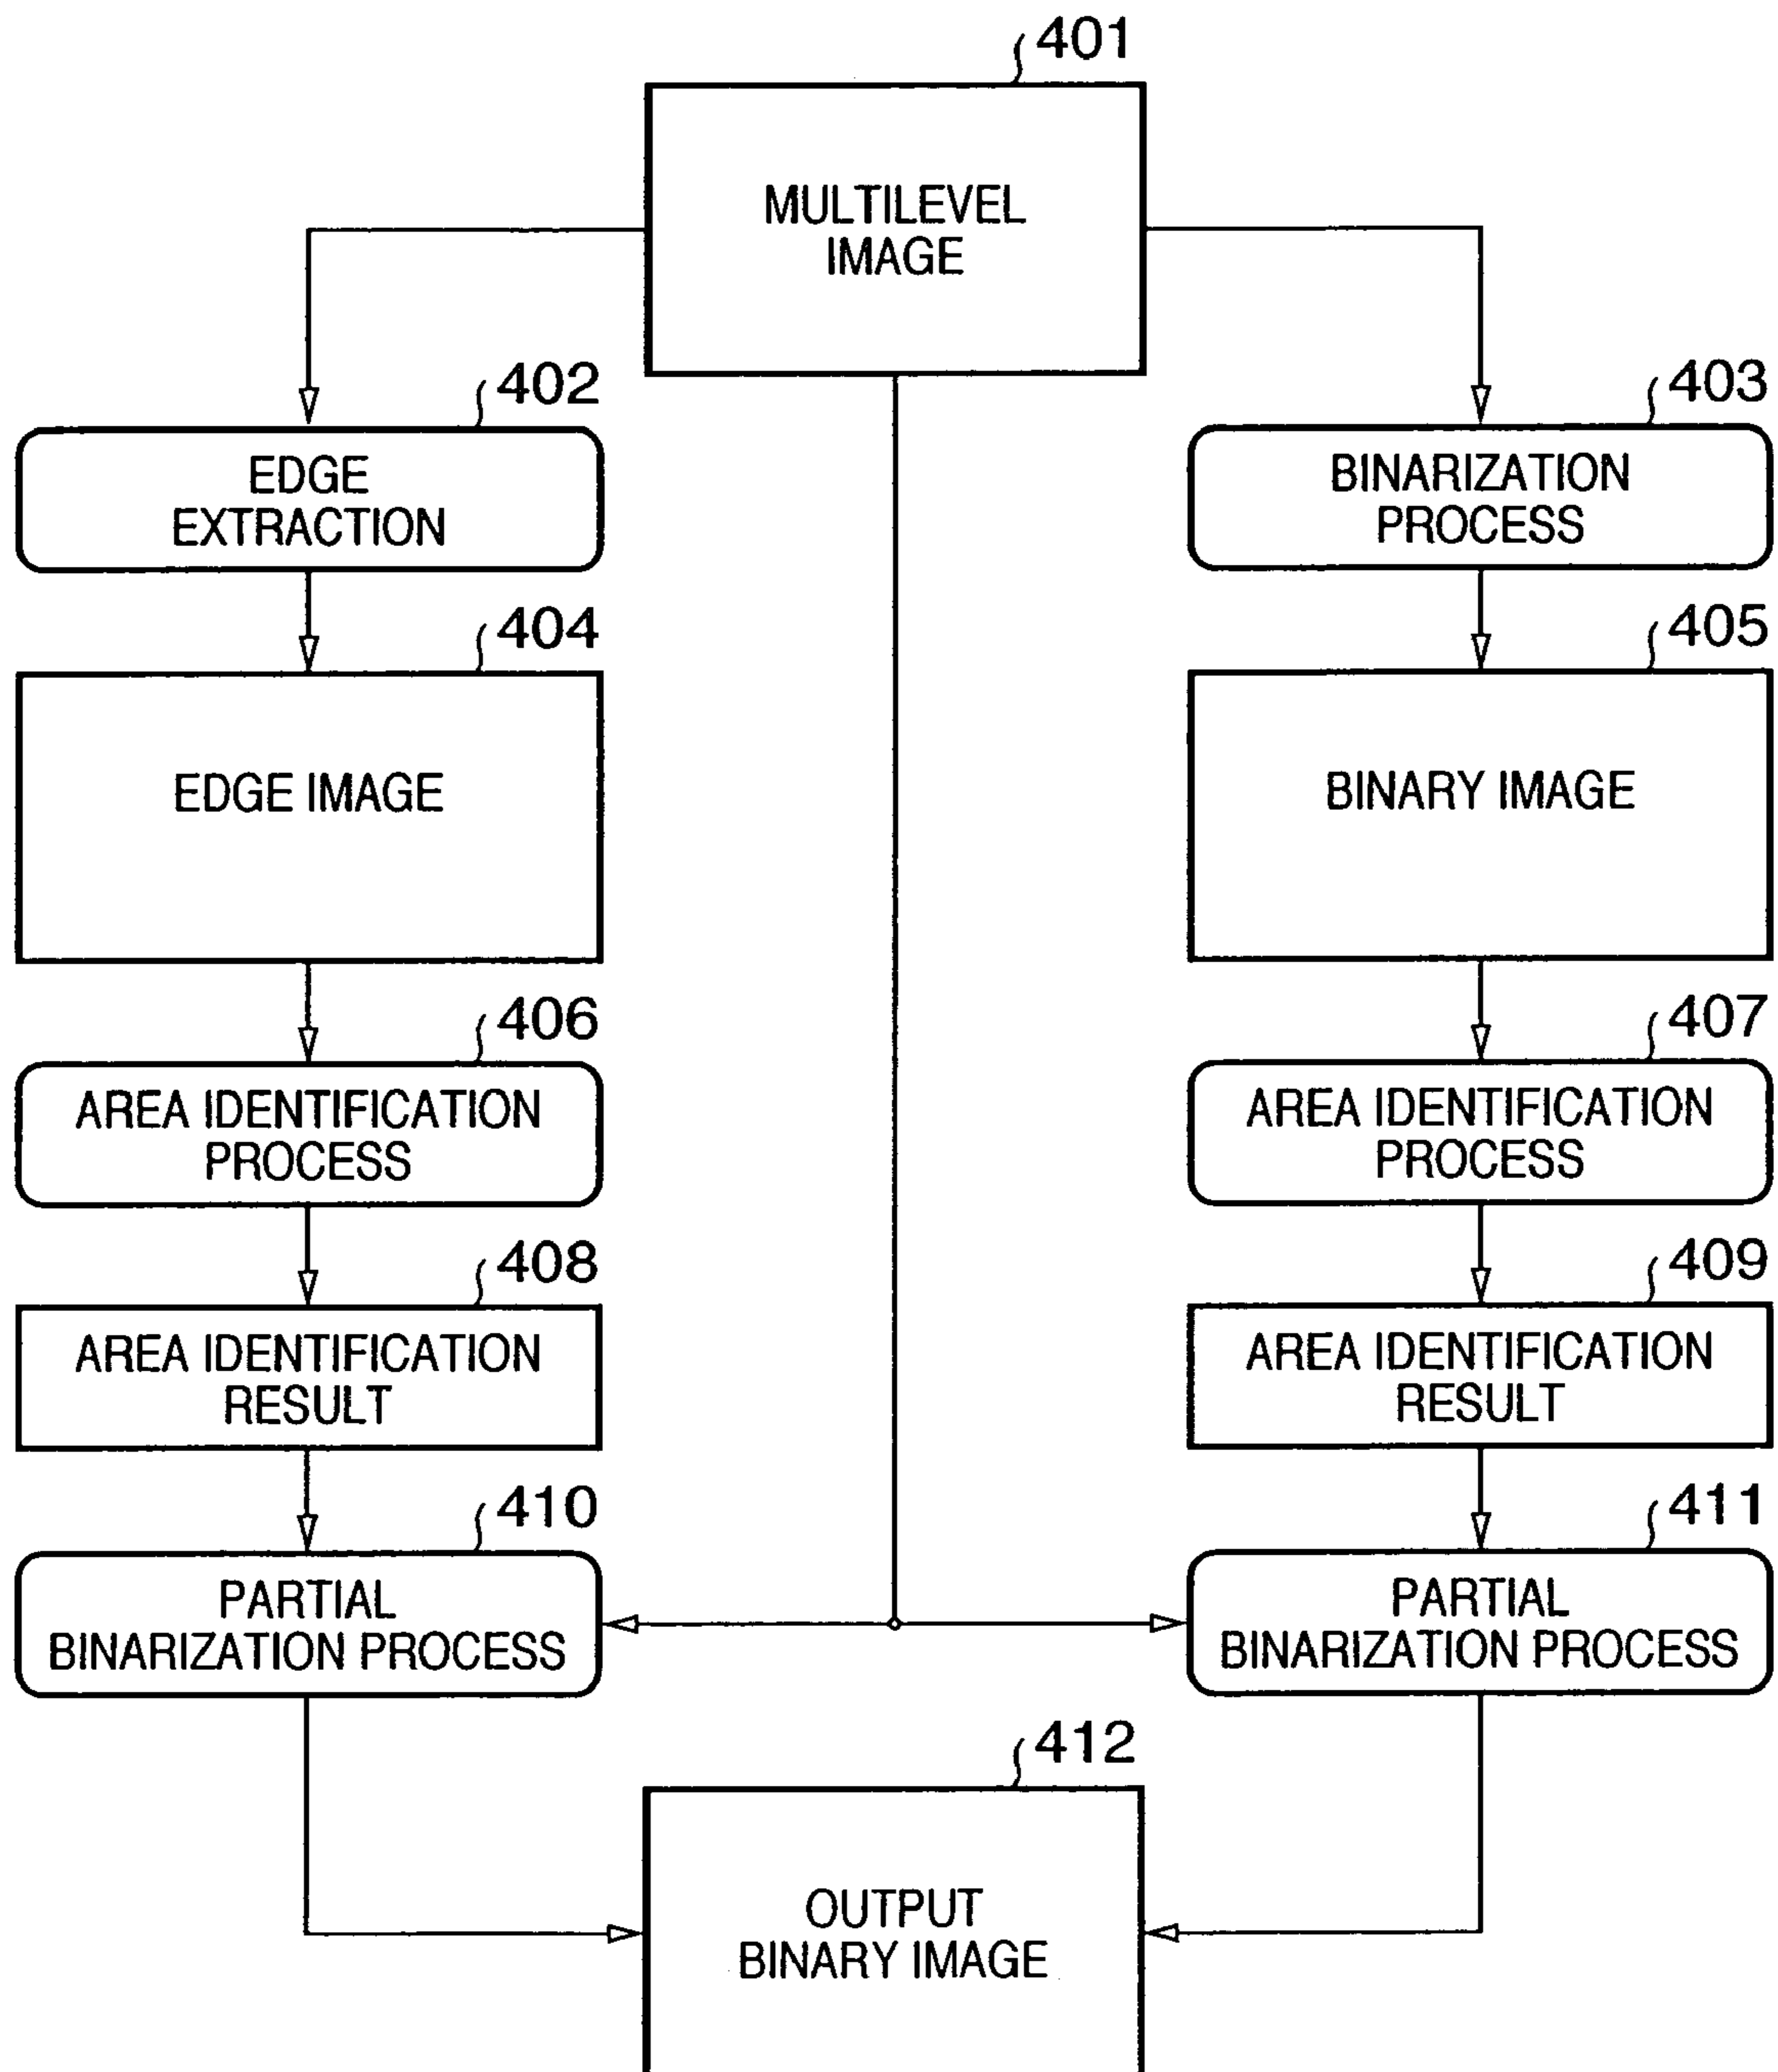 401
MULTILEVEL
IMAGE
402
EDGE
EXTRACTION
403
BINARIZATION
PROCESS
404
EDGE IMAGE
405
BINARY IMAGE
406
AREA IDENTIFICATION
PROCESS
407
AREA IDENTIFICATION
PROCESS
408
AREA IDENTIFICATION
RESULT
409
AREA IDENTIFICATION
RESULT
410
PARTIAL
BINARIZATION PROCESS
411
PARTIAL
BINARIZATION PROCESS
412
OUTPUT
BINARY IMAGE